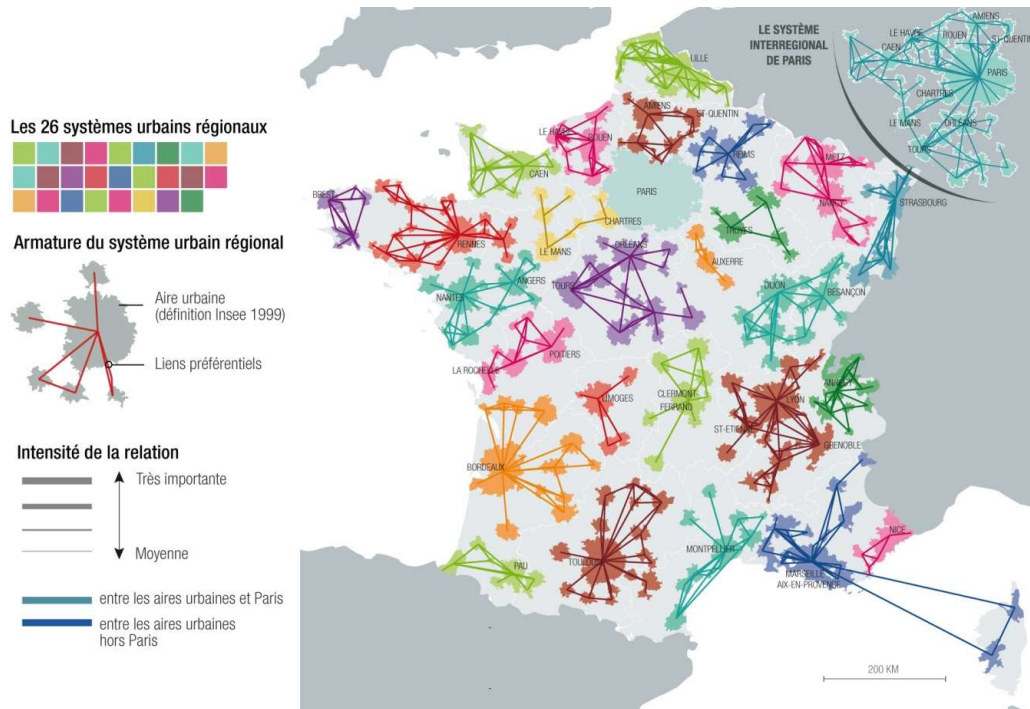 Les 26 systèmes urbains régionaux
Armature du système urbain régional
Aire urbaine
(définition Insee 1999)
Liens préférentiels
Intensité de la relation
Très importante
Moyenne
entre les aires urbaines et Paris
entre les aires urbaines
hors Paris
LE SYSTÈME
INTERREGIONAL
DE PARIS
AMIENS
LE HAVRE
ROUEN
ST-QUENTIN
CAEN
PARIS
CHARTRES
LE MANS
ORLÉANS
TOURS
LILLE
AMIENS
ST-QUENTIN
LE HAVRE
ROUEN
REIMS
METZ
CAEN
PARIS
NANCY
STRASBOURG
BREST
CHARTRES
TROYES
RENNES
LE MANS
ORLÉANS
AUXERRE
ANGERS
NANTES
TOURS
DIJON
BESANÇON
POITIERS
LA ROCHELLE
ANNECY
LIMOGES
CLERMONT
FERRAND
LYON
ST-ETIENNE
GRENOBLE
BORDEAUX
NICE
MONTPELLIER
PAU
TOULOUSE
MARSEILLE
AIX-EN-PROVENCE
200 KM